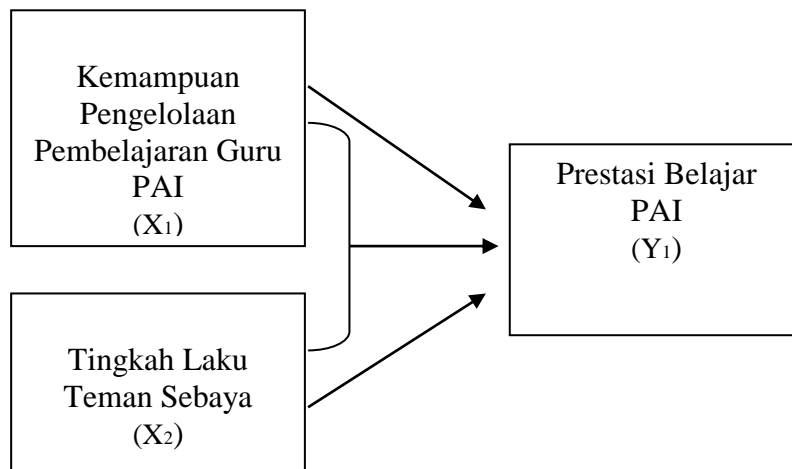 Kemampuan
Pengelolaan
Pembelajaran Guru
PAI
(X1)
Tingkah Laku
Teman Sebaya
(X2)
Prestasi Belajar
PAI
(Y1)